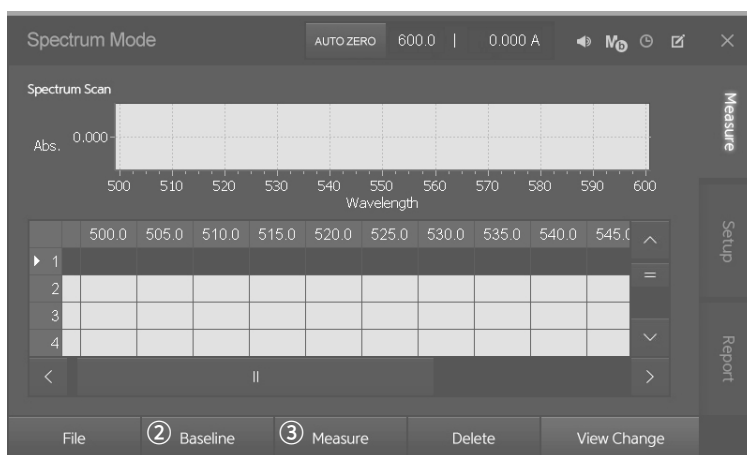 Spectrum Mode AUTO ZERO 600.0 | 0.000 A Mb
Spectrum Scan
Abs. 0.000
500 510 520 530 540 550 560 570 580 590 600
Wavelength
500.0 505.0 510.0 515.0 520.0 525.0 530.0 535.0 540.0 545.0
1
2
3
4
Measure
Setup
Report
File ② Baseline ③ Measure Delete View Change